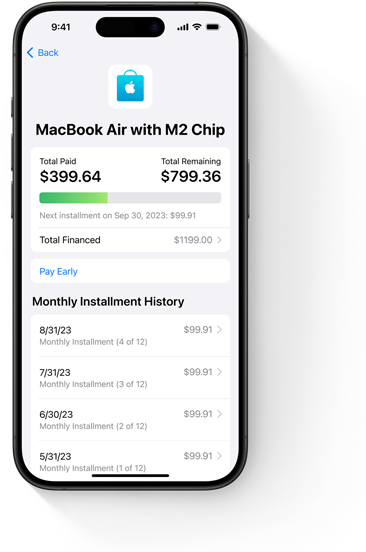 9:41
Back
MacBook Air with M2 Chip
Total Paid Total Remaining
$399.64 $799.36
Next installment on Sep 30, 2023: $99.91
Total Financed $1199.00
Pay Early
Monthly Installment History
8/31/23 $99.91
Monthly Installment (4 of 12)
7/31/23 $99.91
Monthly Installment (3 of 12)
6/30/23 $99.91
Monthly Installment (2 of 12)
5/31/23 $99.91
Monthly Installment (1 of 12)